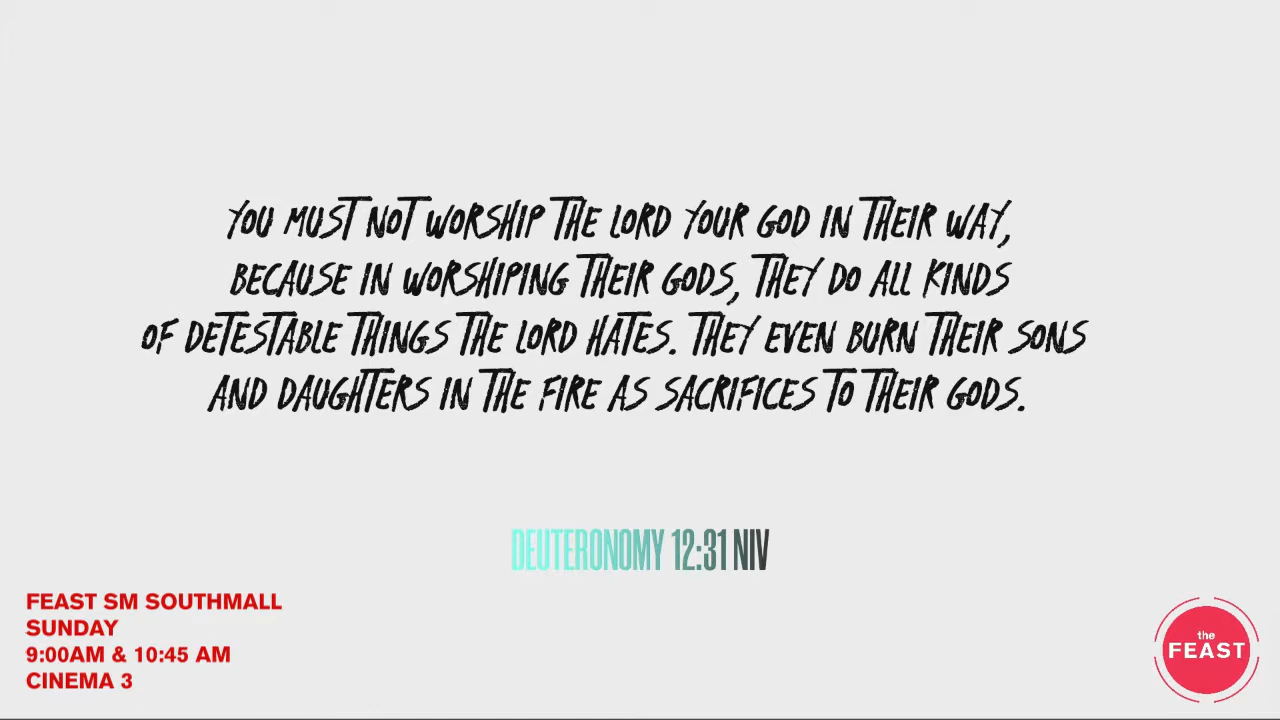 YOU MUST NOT WORSHIP THE LORD YOUR GOD IN THEIR WAY,
BECAUSE IN WORSHIPING THEIR GODS, THEY DO ALL KINDS
OF DETESTABLE THINGS THE LORD HATES. THEY EVEN BURN THEIR SONS
AND DAUGHTERS IN THE FIRE AS SACRIFICES TO THEIR GODS.
DEUTERONOMY 12:31 NIV
FEAST SM SOUTHMALL
SUNDAY
9:00AM & 10:45 AM
CINEMA 3
the
FEAST